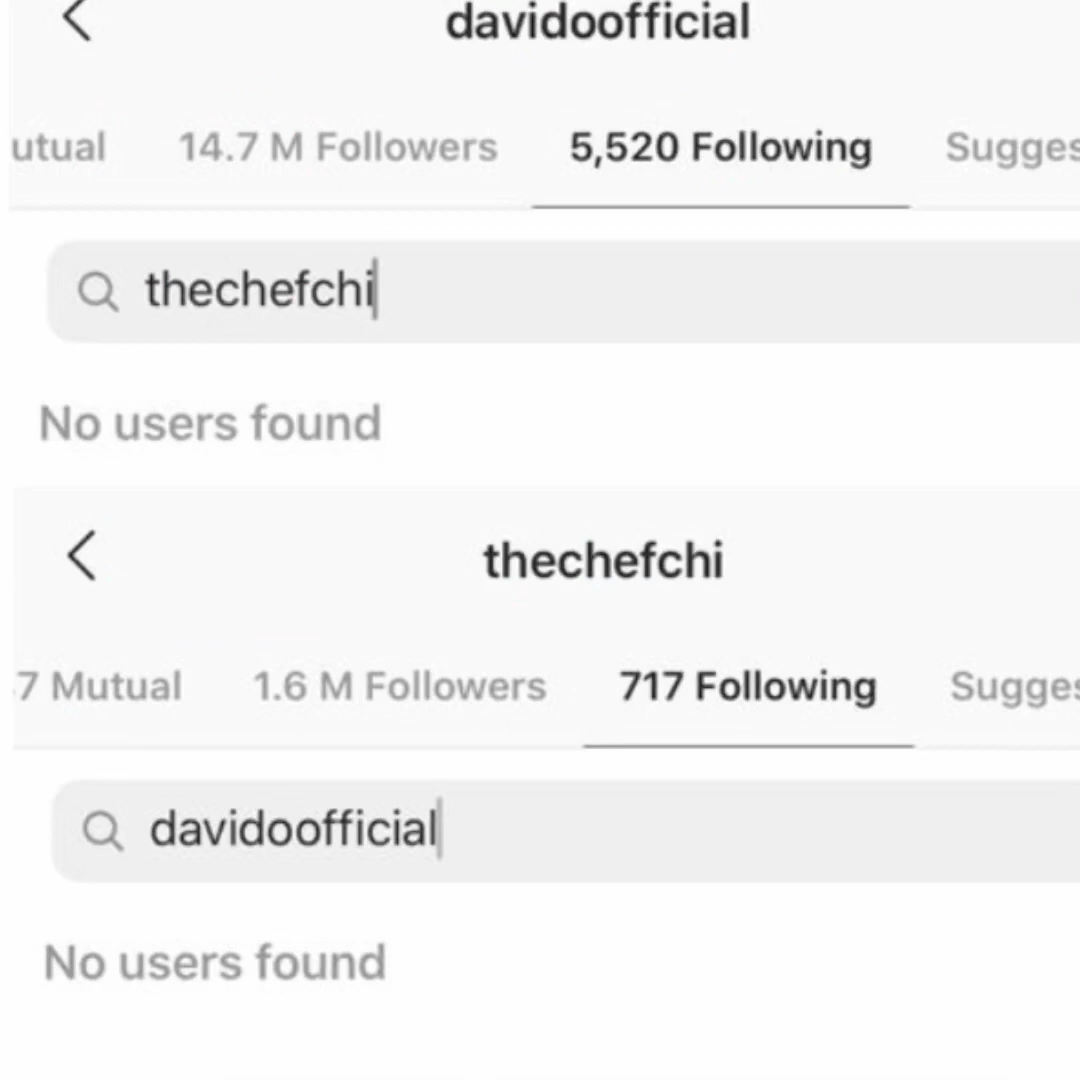 davidoofficial
utual 14.7 M Followers 5,520 Following Sugges
thechefchi
No users found
thechefchi
7 Mutual 1.6 M Followers 717 Following Sugges
davidoofficial
No users found